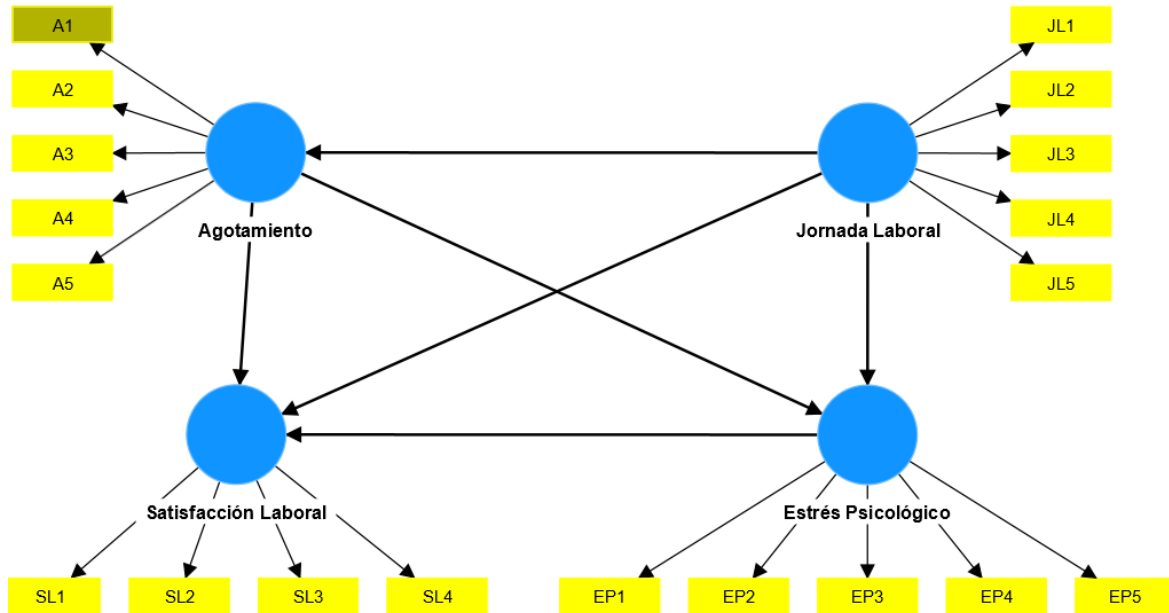 A1
JL1
A2
JL2
A3
JL3
A4
JL4
Agotamiento
Jornada Laboral
A5
JL5
Satisfacción Laboral
Estrés Psicológico
SL1
SL2
SL3
SL4
EP1
EP2
EP3
EP4
EP5